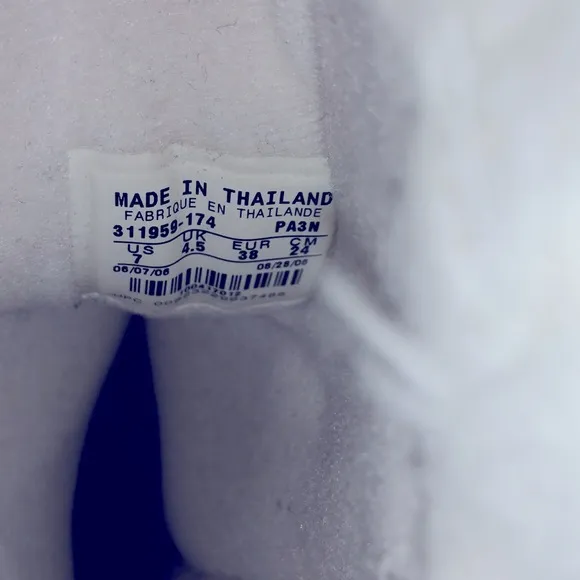 MADE IN THAILAND
FABRIQUE EN THAILANDE
311959-174 PA3N
US UK EUR CM
7 4.5 38 24
06/07/06 08/28/06
UPC